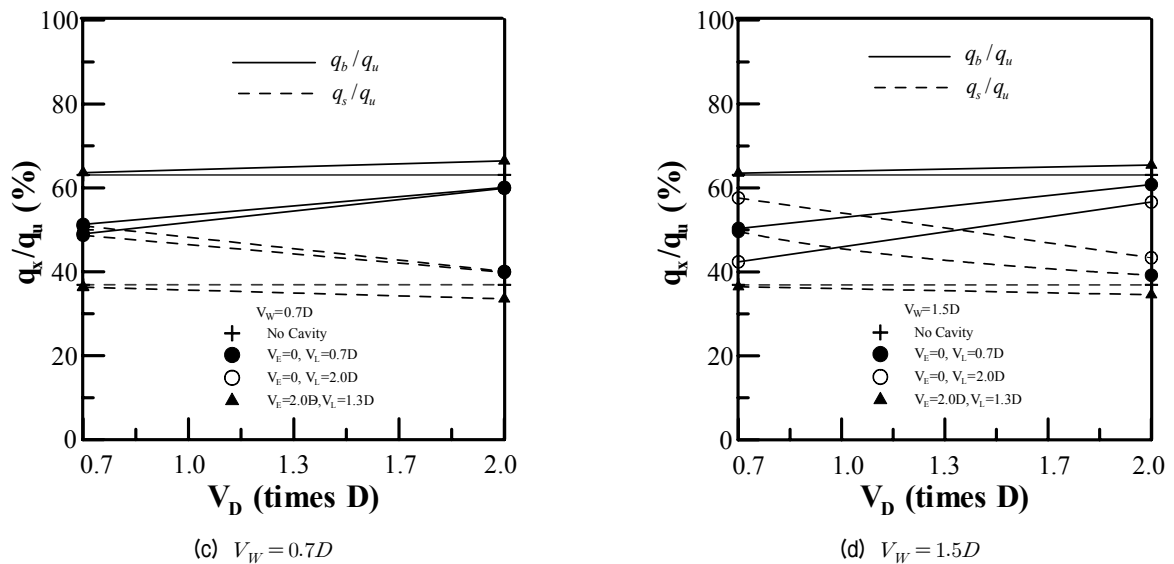 100
80
60
40
20
0
q_x/q_u (%)
q_b/q_u
q_s/q_u
V_W=0.7D
No Cavity
V_E=0, V_L=0.7D
V_E=0, V_L=2.0D
V_E=2.0D,V_L=1.3D
0.7 1.0 1.3 1.7 2.0
V_D (times D)
(c) V_W = 0.7D
100
80
60
40
20
0
q_x/q_u (%)
q_b/q_u
q_s/q_u
V_W=1.5D
No Cavity
V_E=0, V_L=0.7D
V_E=0, V_L=2.0D
V_E=2.0D,V_L=1.3D
0.7 1.0 1.3 1.7 2.0
V_D (times D)
(d) V_W = 1.5D